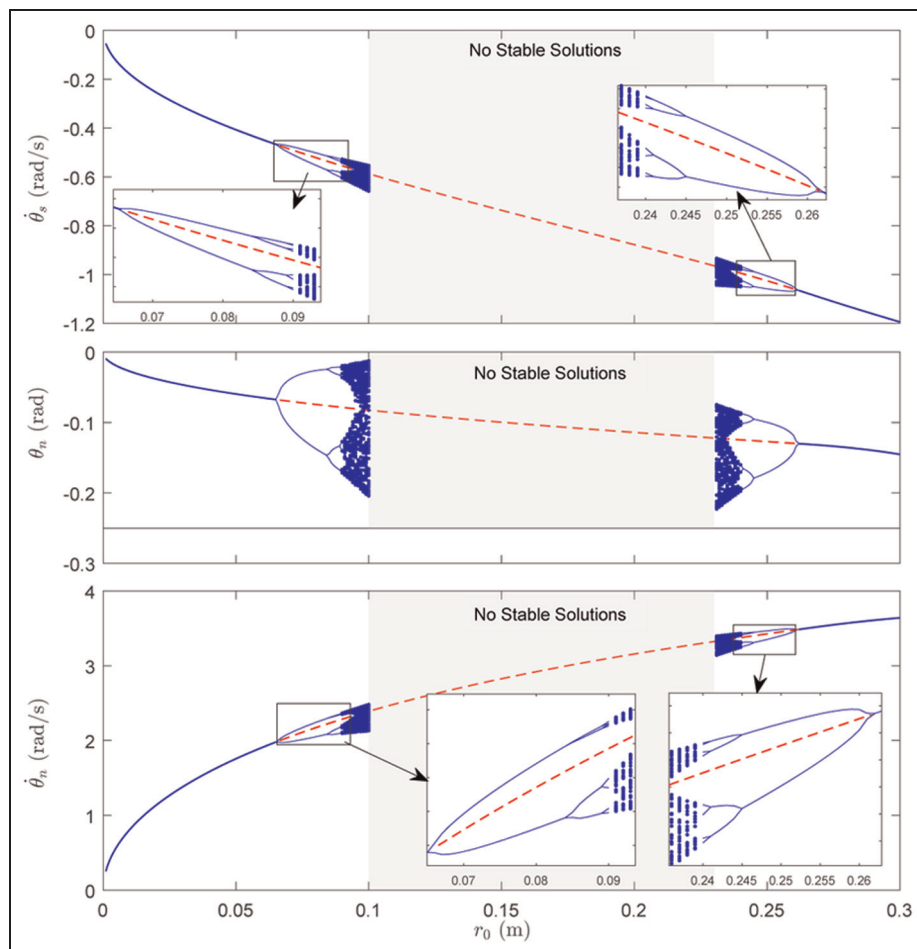 0
No Stable Solutions
-0.2
-0.4
-0.6
-0.8
-1
-1.2
θ̇s (rad/s)
0.24 0.245 0.25 0.255 0.26
0.07 0.08 0.09
0
No Stable Solutions
-0.1
-0.2
-0.3
θn (rad)
4
No Stable Solutions
3
2
1
0
θ̇n (rad/s)
0.07 0.08 0.09
0.24 0.245 0.25 0.255 0.26
0 0.05 0.1 0.15 0.2 0.25 0.3
r0 (m)